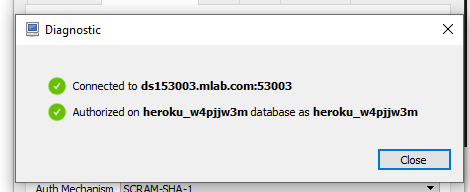 Diagnostic
Connected to ds153003.mlab.com:53003
Authorized on heroku_w4pjjw3m database as heroku_w4pjjw3m
Close
Auth Mechanism SCRAM-SHA-1